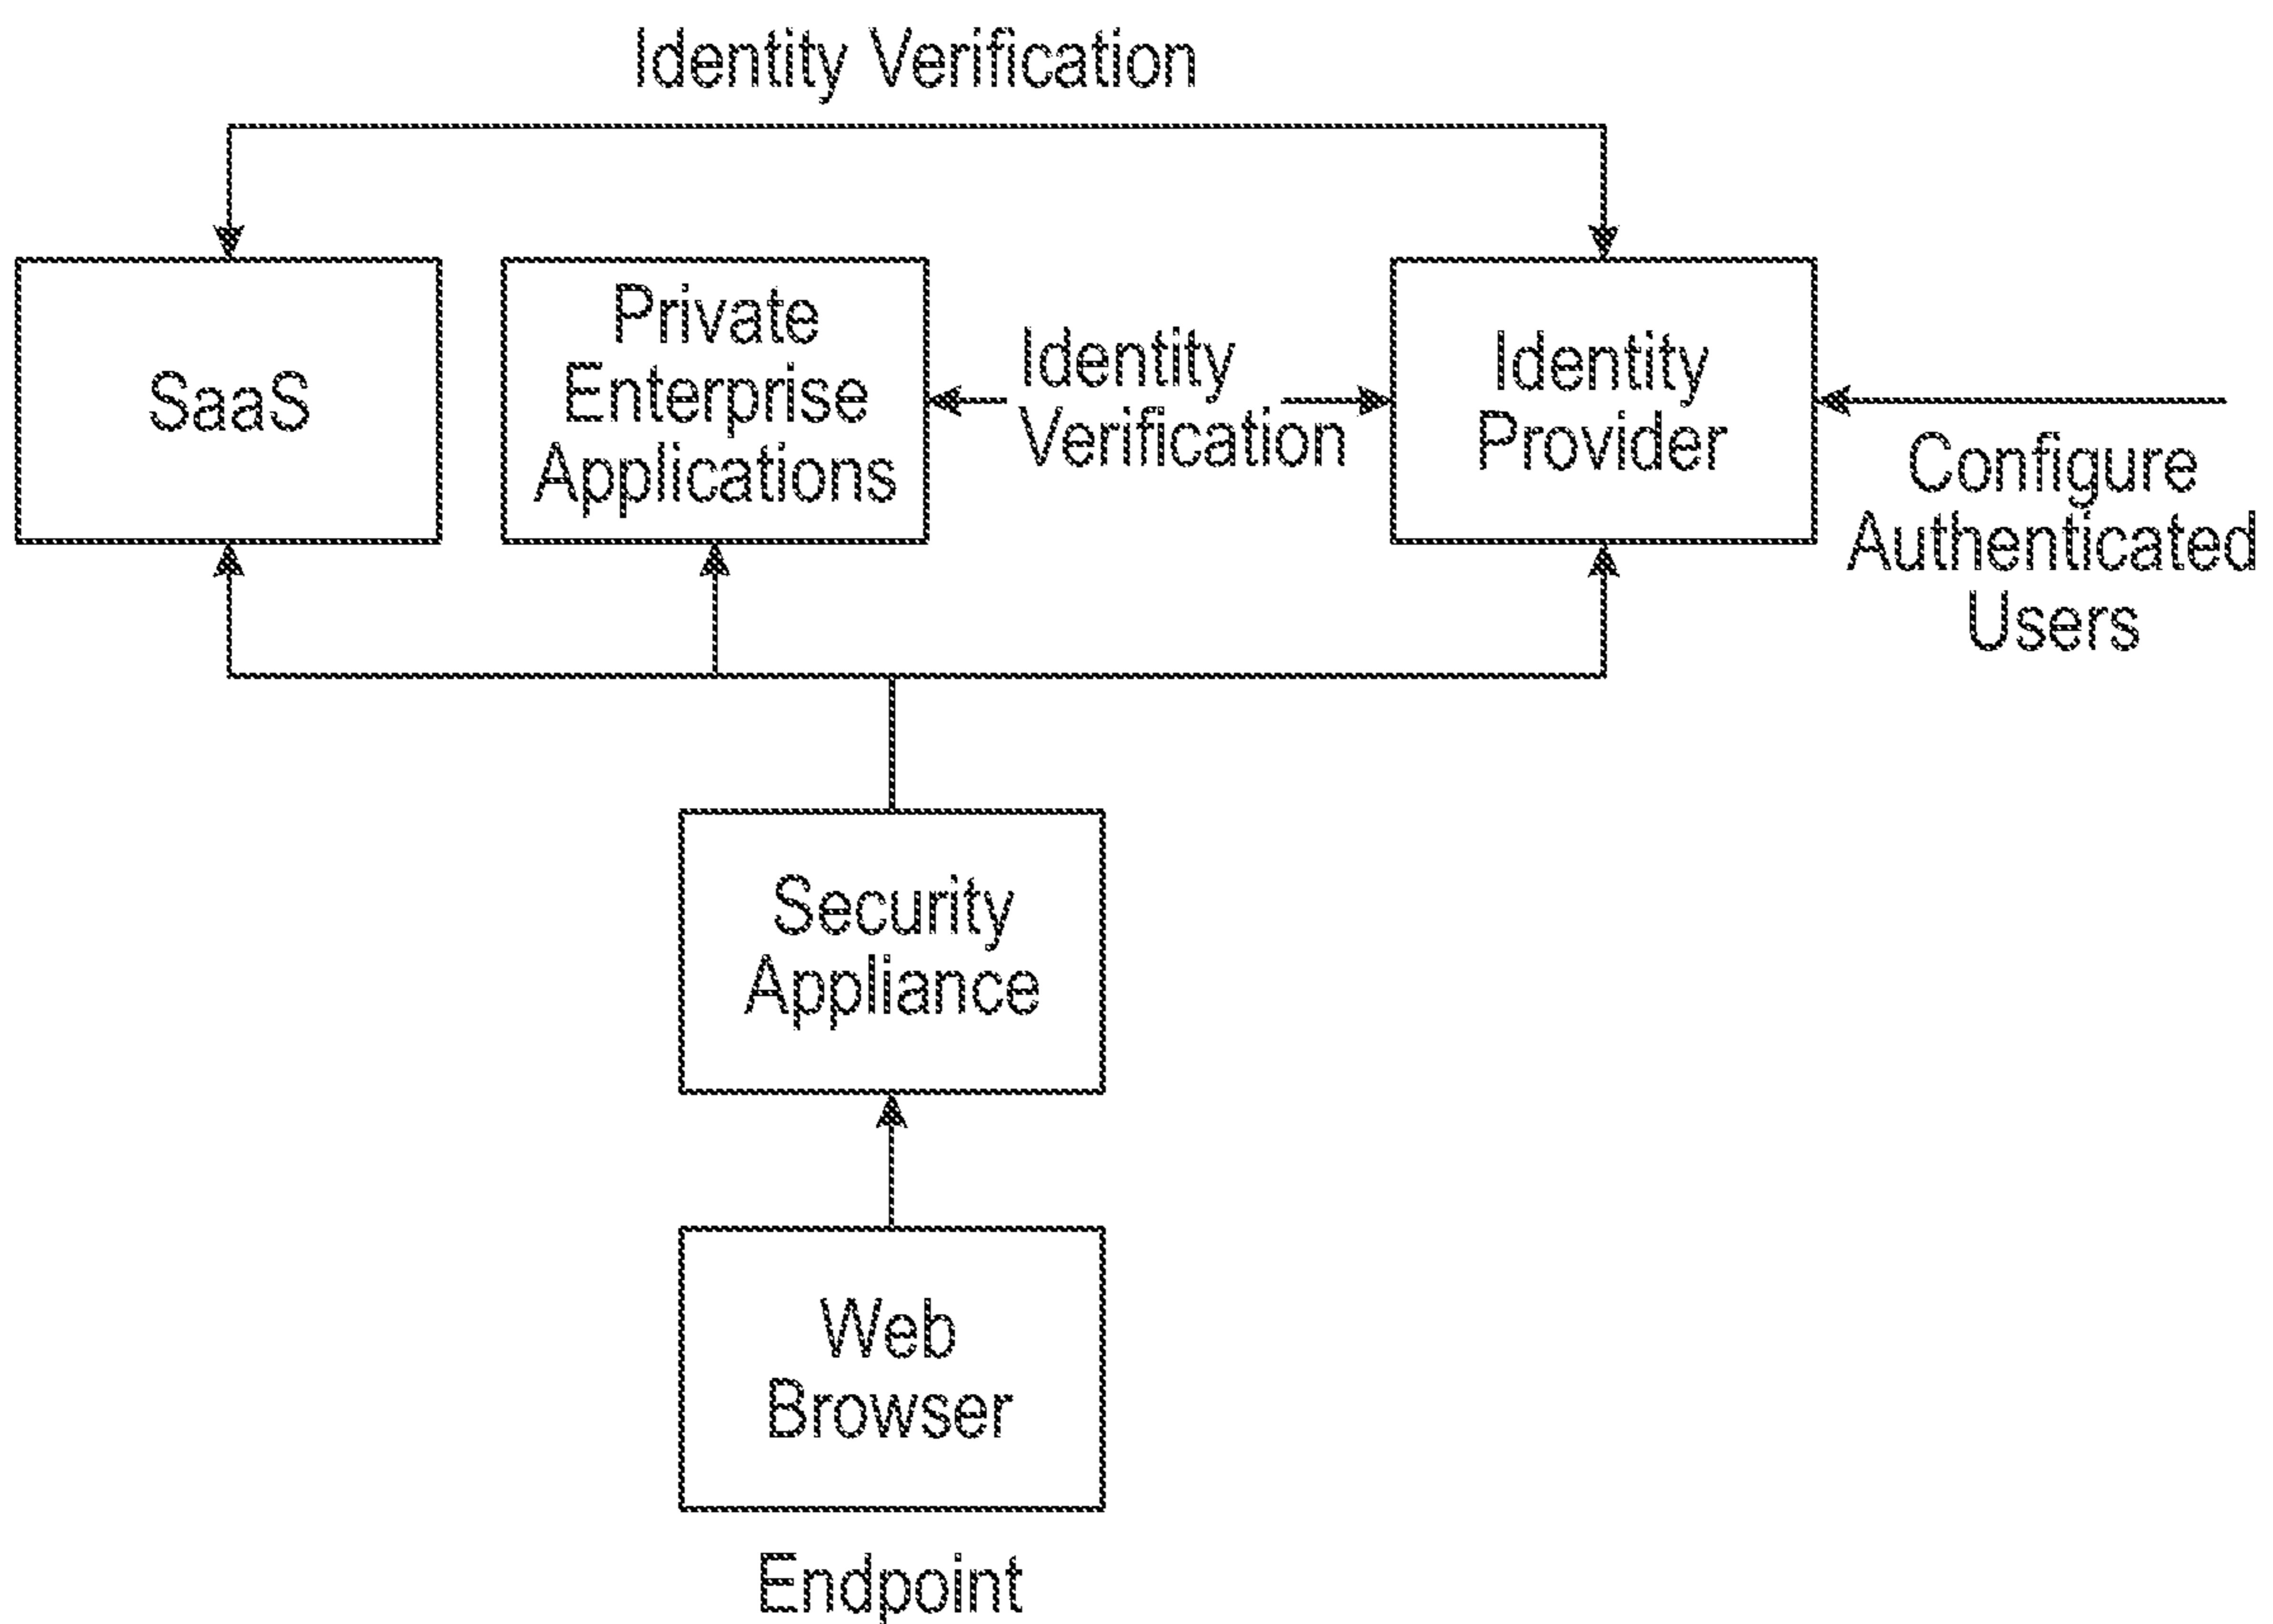 Identity Verification
SaaS
Private
Enterprise
Applications
Identity
Verification
Identity
Provider
Configure
Authenticated
Users
Security
Appliance
Web
Browser
Endpoint